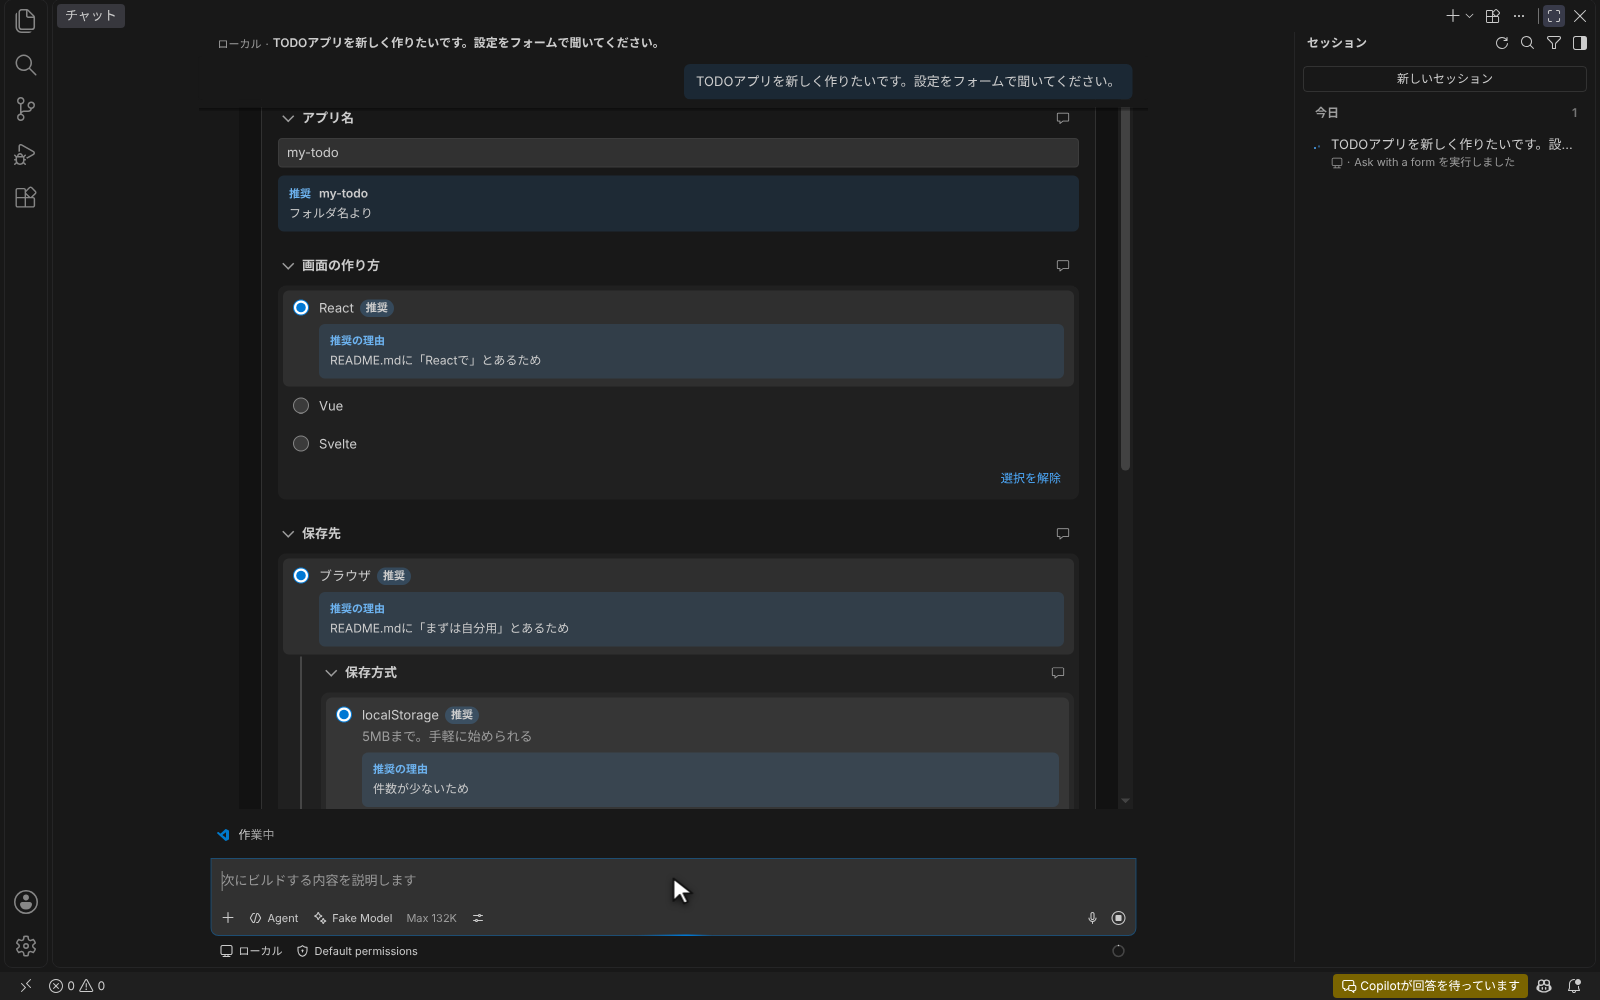 チャット
ローカル · TODOアプリを新しく作りたいです。設定をフォームで聞いてください。
TODOアプリを新しく作りたいです。設定をフォームで聞いてください。
アプリ名
my-todo
推奨 my-todo
フォルダ名より
画面の作り方
React 推奨
推奨の理由
README.mdに「Reactで」とあるため
Vue
Svelte
選択を解除
保存先
ブラウザ 推奨
推奨の理由
README.mdに「まずは自分用」とあるため
保存方式
localStorage 推奨
5MBまで。手軽に始められる
推奨の理由
件数が少ないため
作業中
次にビルドする内容を説明します
Agent Fake Model Max 132K
ローカル Default permissions
セッション
新しいセッション
今日 1
TODOアプリを新しく作りたいです。設...
· Ask with a form を実行しました
0 0
Copilotが回答を待っています